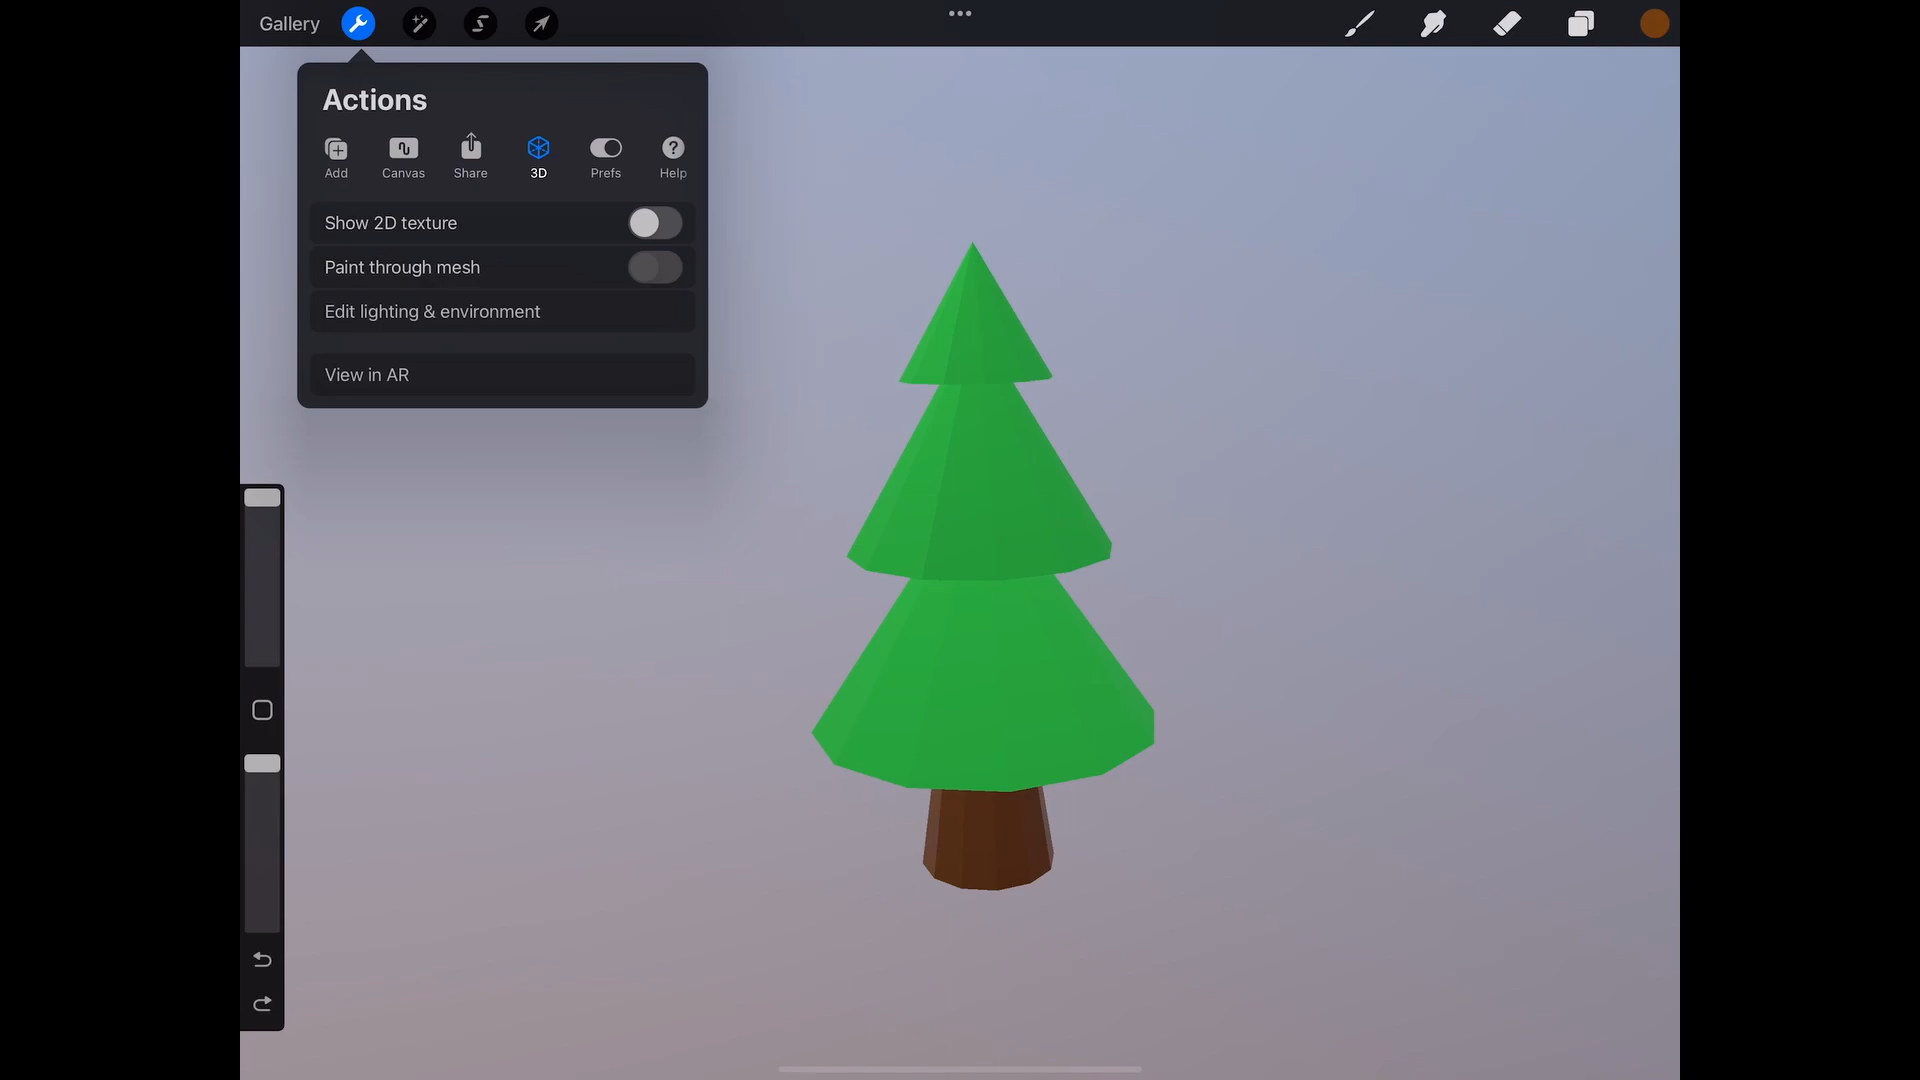 Gallery
Actions
Add
Canvas
Share
3D
Prefs
Help
Show 2D texture
Paint through mesh
Edit lighting & environment
View in AR